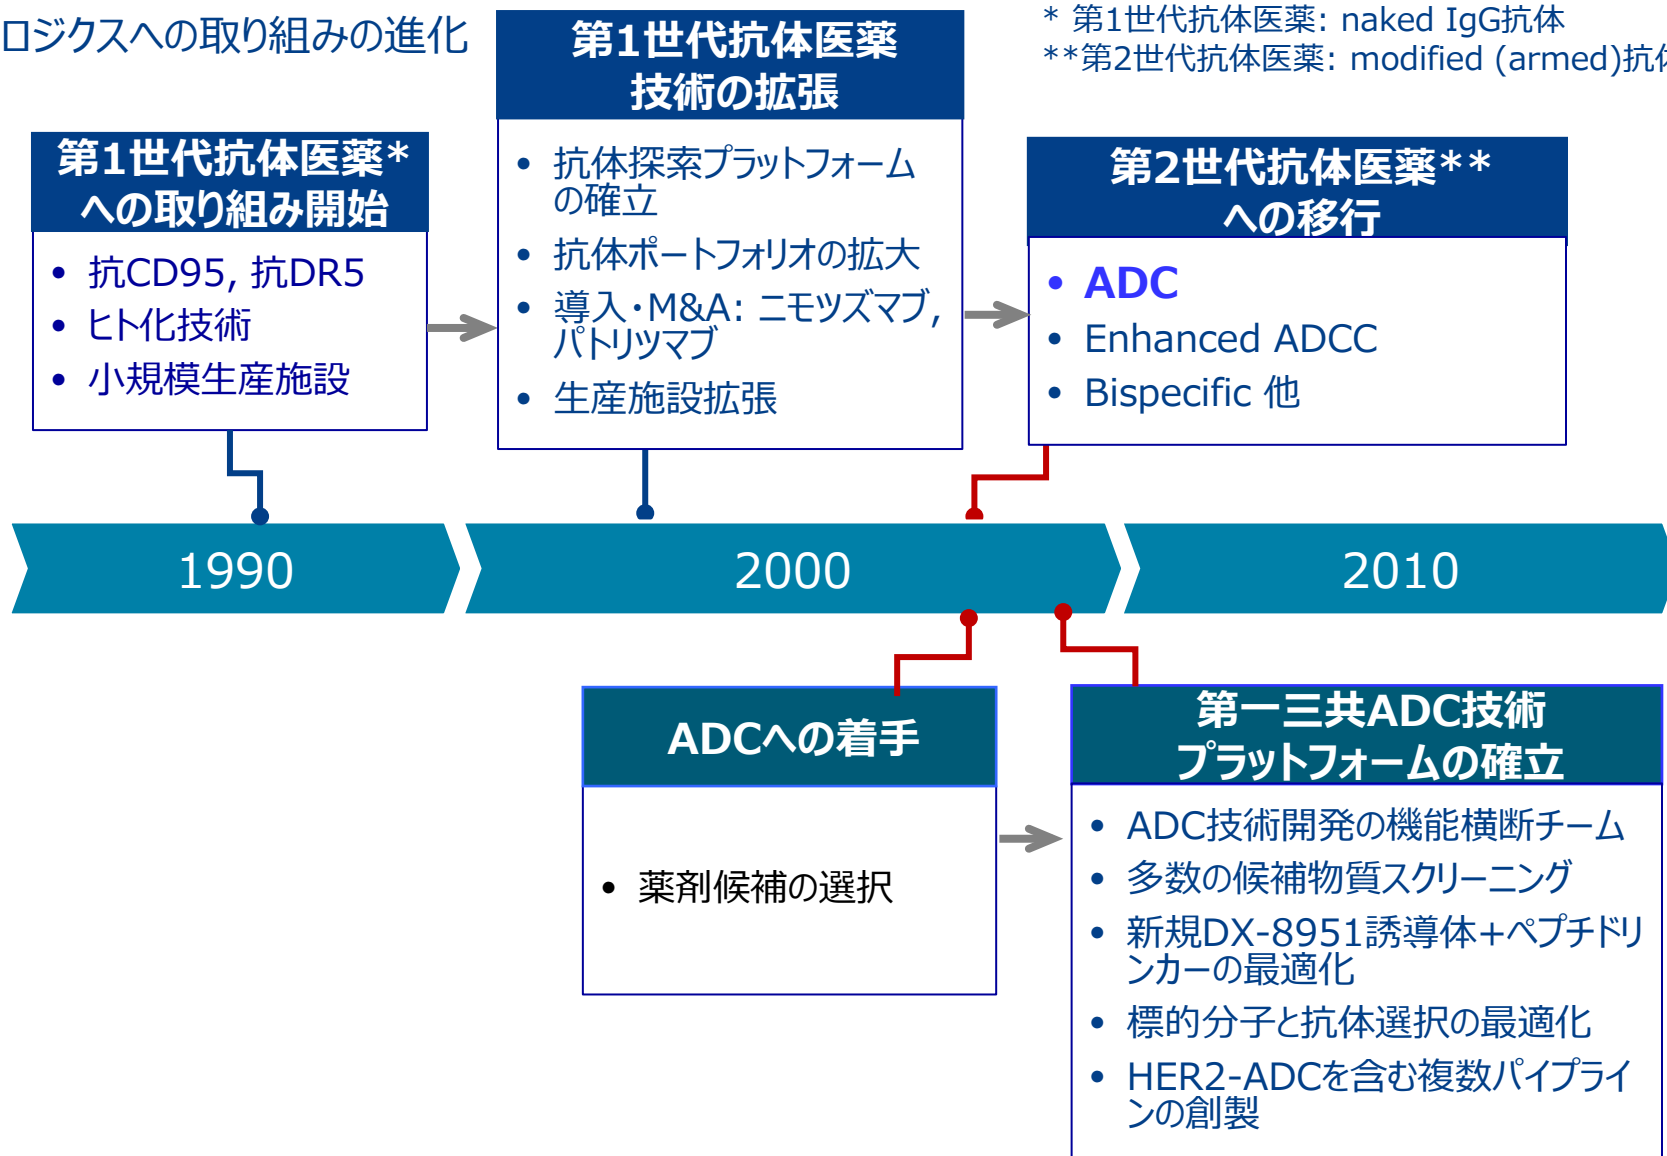 ロジクスへの取り組みの進化
* 第1世代抗体医薬: naked IgG抗体
**第2世代抗体医薬: modified (armed)抗体
第1世代抗体医薬*
への取り組み開始
• 抗CD95, 抗DR5
• ヒト化技術
• 小規模生産施設
第1世代抗体医薬
技術の拡張
• 抗体探索プラットフォーム
の確立
• 抗体ポートフォリオの拡大
• 導入・M&A: ニモツズマブ,
パトリツマブ
• 生産施設拡張
第2世代抗体医薬**
への移行
• ADC
• Enhanced ADCC
• Bispecific 他
1990
2000
2010
ADCへの着手
• 薬剤候補の選択
第一三共ADC技術
プラットフォームの確立
• ADC技術開発の機能横断チーム
• 多数の候補物質スクリーニング
• 新規DX-8951誘導体+ペプチドリ
ンカーの最適化
• 標的分子と抗体選択の最適化
• HER2-ADCを含む複数パイプライ
ンの創製